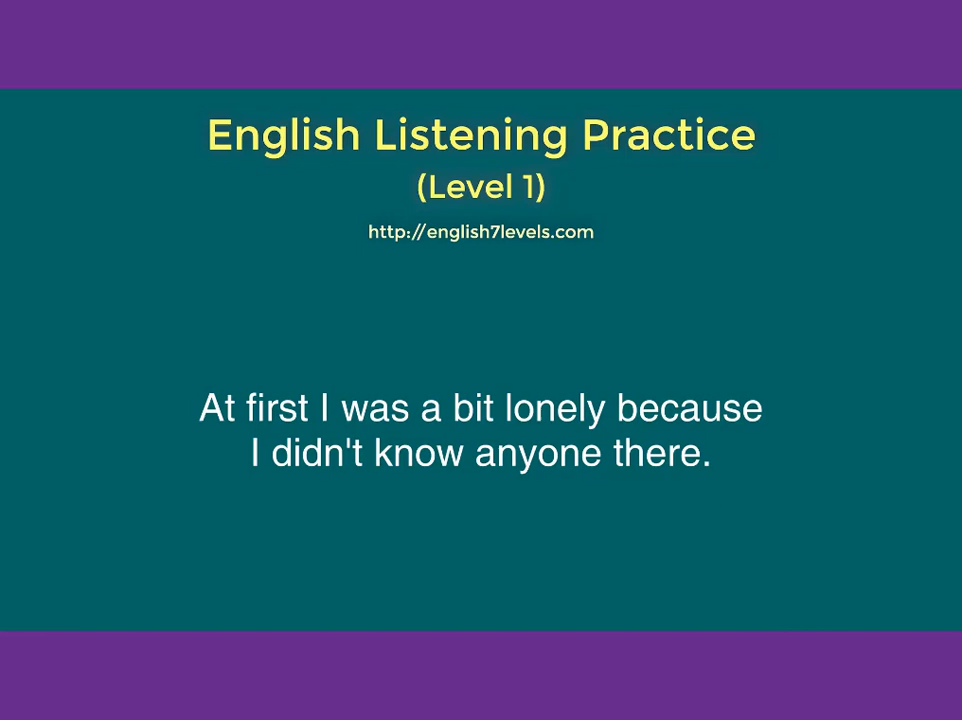 English Listening Practice
(Level 1)
http://english7levels.com
At first I was a bit lonely because
I didn't know anyone there.